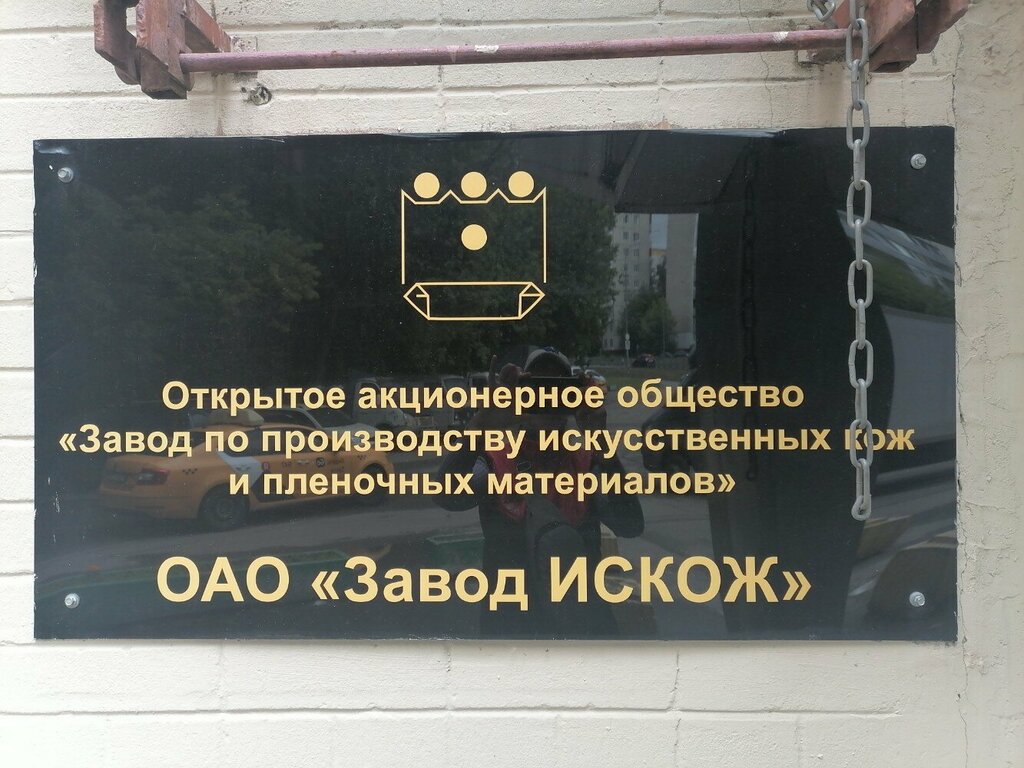 Открытое акционерное общество
«Завод по производству искусственных кож
и пленочных материалов»
ОАО «Завод ИСКОЖ»